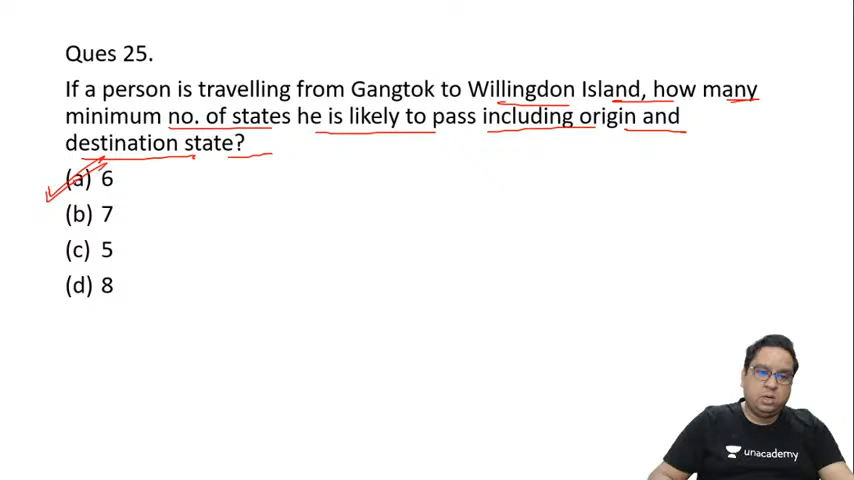 Ques 25.
If a person is travelling from Gangtok to Willingdon Island, how many
minimum no. of states he is likely to pass including origin and
destination state?
(a) 6
(b) 7
(c) 5
(d) 8
unacademy